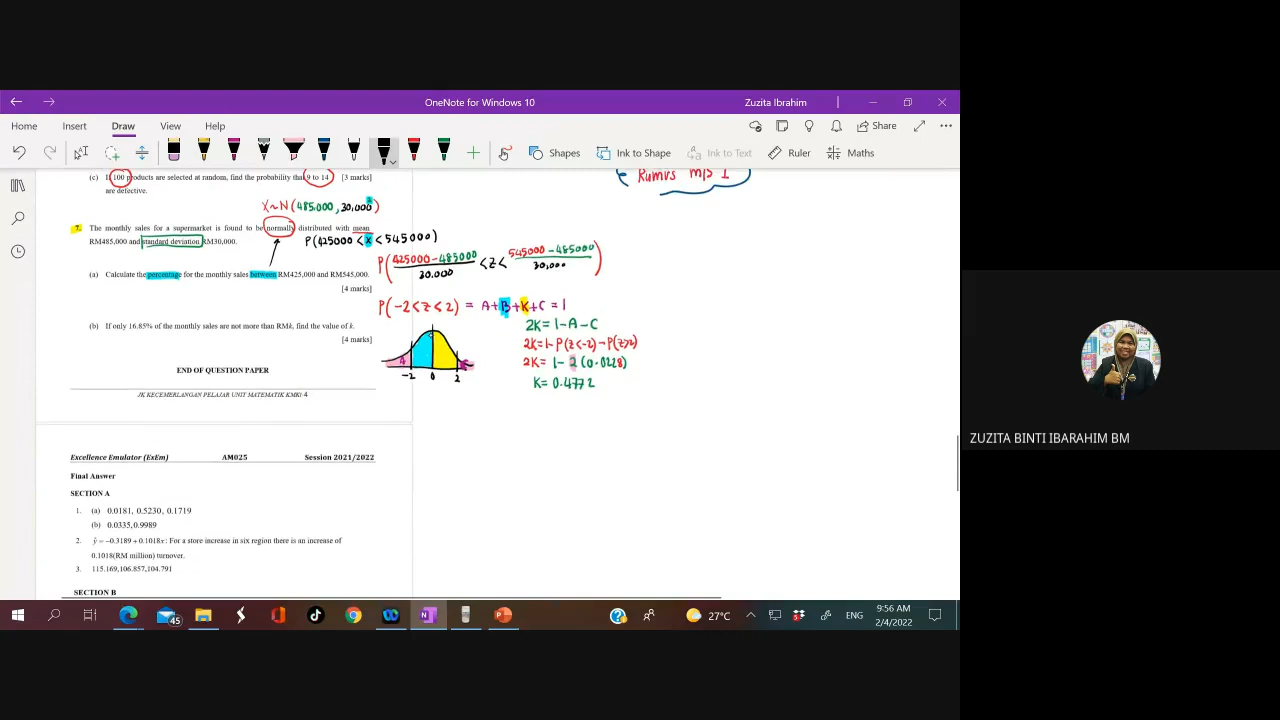 OneNote for Windows 10
Zuzita Ibrahim
Home Insert Draw View Help
Share
Shapes
Ink to Shape
Ink to Text
Ruler
Maths
Rumus m/s 1
(c) If 100 products are selected at random, find the probability that 9 to 14 [3 marks]
are defective.
X~N(485000, 30,000²)
7. The monthly sales for a supermarket is found to be normally distributed with mean
RM485,000 and standard deviation RM30,000.
P(425000 < x < 545000)
P(425000 - 485000 / 30,000 < Z < 545000 - 485000 / 30,000)
(a) Calculate the percentage for the monthly sales between RM425,000 and RM545,000.
[4 marks]
P(-2 < Z < 2) = A+B+K+C = 1
2K = 1-A-C
2K = 1-P(Z<-2)-P(Z>2)
2K = 1-2(0.0228)
K = 0.4772
(b) If only 16.85% of the monthly sales are not more than RMk, find the value of k.
[4 marks]
A
-2 0 2
END OF QUESTION PAPER
JK KECEMERLANGAN PELAJAR UNIT MATEMATIK KMKt 4
Excellence Emulator (ExEm) AM025 Session 2021/2022
Final Answer
SECTION A
1. (a) 0.0181, 0.5230, 0.1719
(b) 0.0335,0.9989
2. ŷ = -0.3189 + 0.1018x : For a store increase in six region there is an increase of
0.1018(RM million) turnover.
3. 115.169,106.857,104.791
SECTION B
ZUZITA BINTI IBARAHIM BM
45
27°C
5
ENG
9:56 AM
2/4/2022